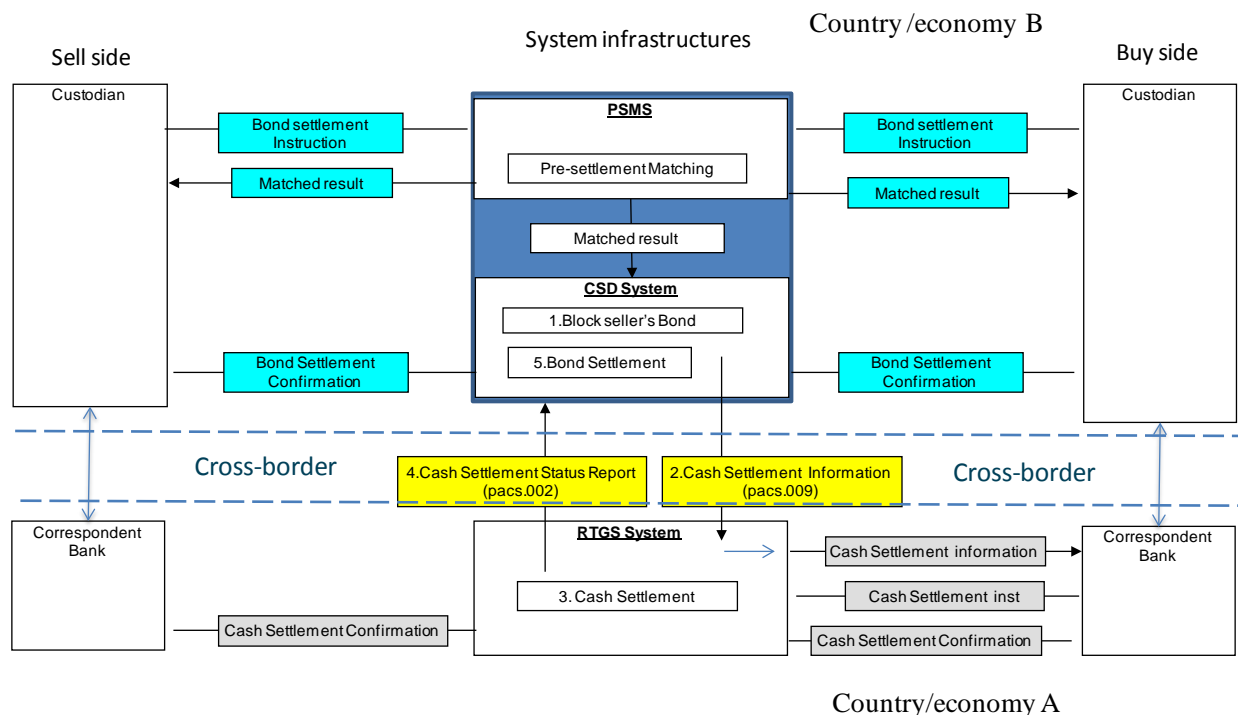 Country /economy B
System infrastructures
Sell side
Buy side
Custodian
PSMS
Custodian
Bond settlement
Instruction
Bond settlement
Instruction
Pre-settlement Matching
Matched result
Matched result
Matched result
CSD System
1.Block seller's Bond
5.Bond Settlement
Bond Settlement
Confirmation
Bond Settlement
Confirmation
Cross-border
4.Cash Settlement Status Report
(pacs.002)
2.Cash Settlement Information
(pacs.009)
Cross-border
Correspondent
Bank
RTGS System
Correspondent
Bank
Cash Settlement information
3. Cash Settlement
Cash Settlement inst
Cash Settlement Confirmation
Cash Settlement Confirmation
Country/economy A